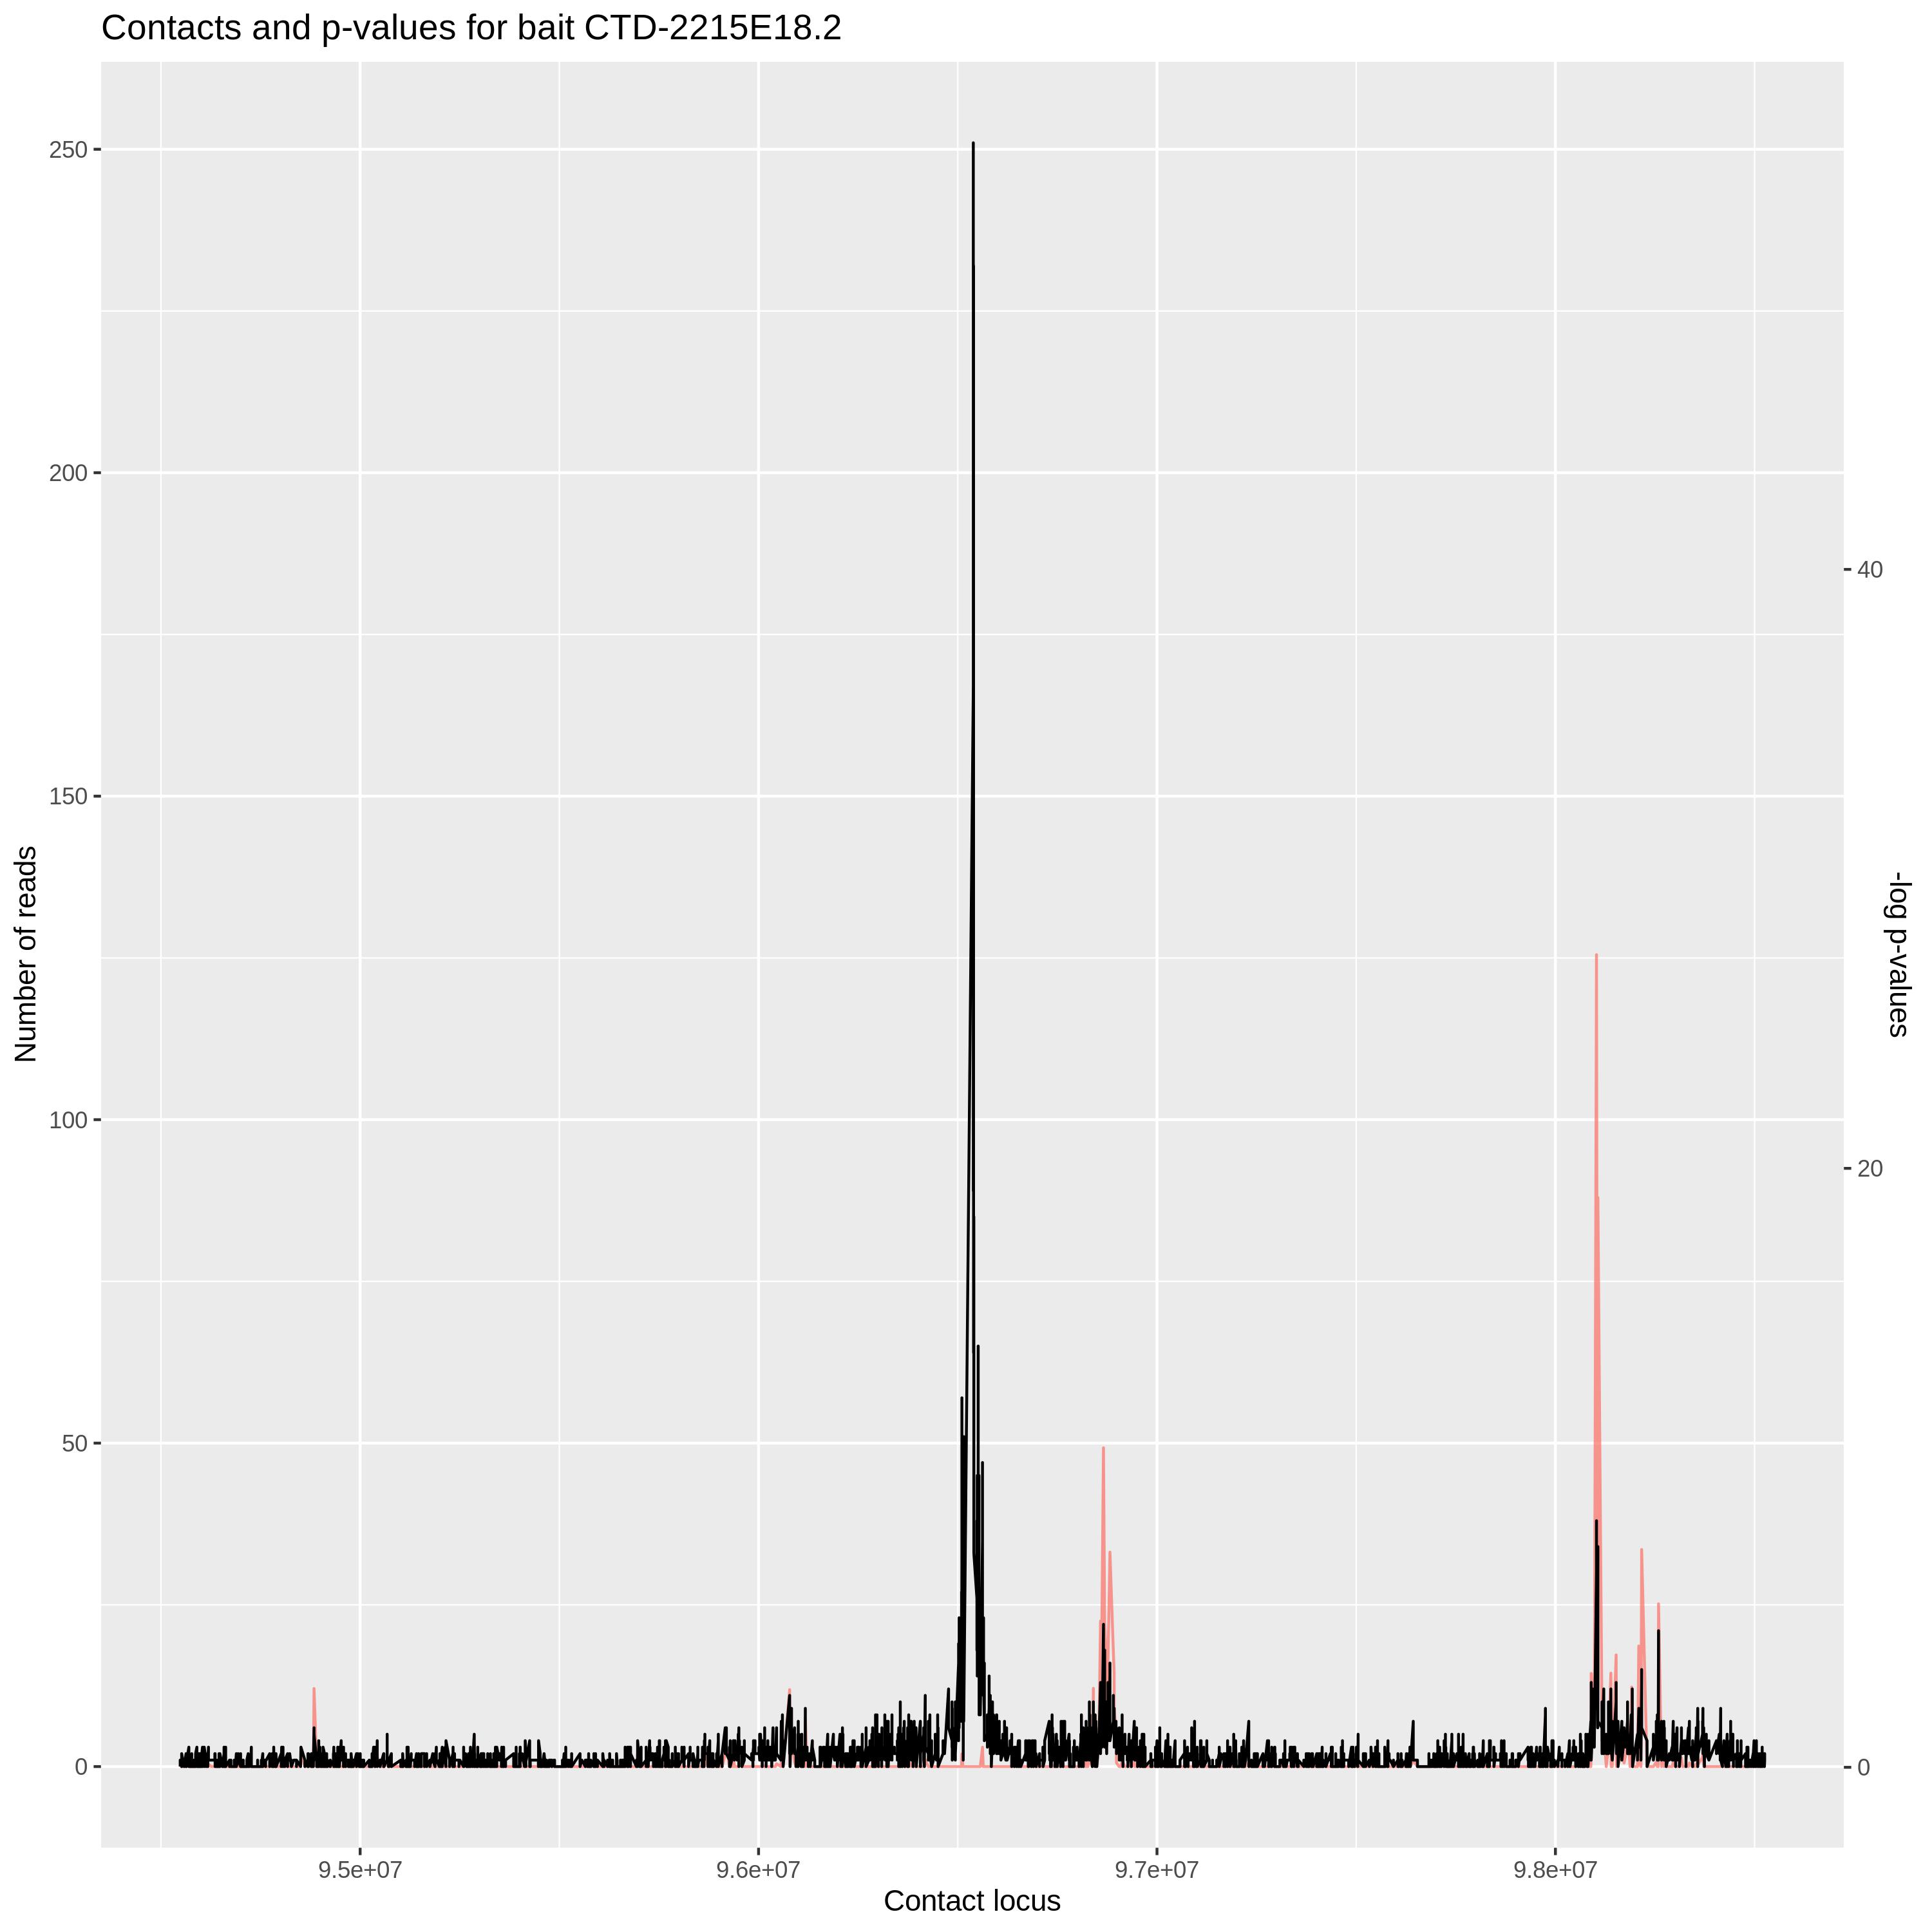 Contacts and p-values for bait CTD-2215E18.2
250
200
150
100
50
0
Number of reads
40
20
0
-log p-values
9.5e+07
9.6e+07
9.7e+07
9.8e+07
Contact locus